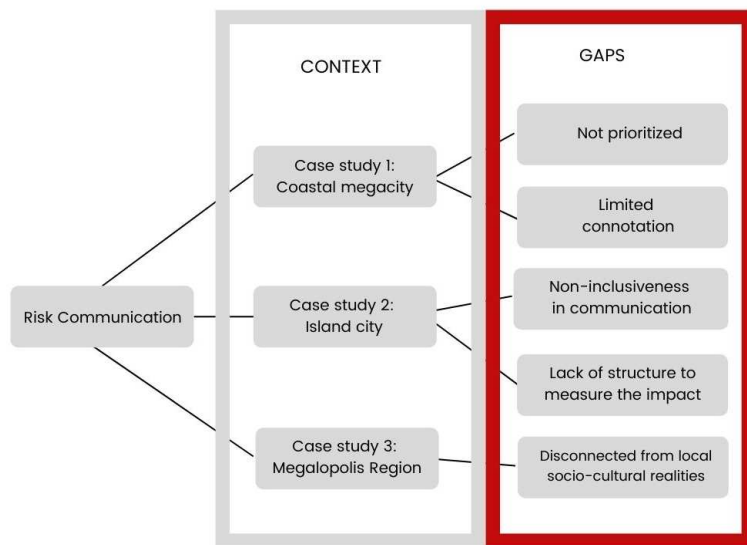 CONTEXT
GAPS
Risk Communication
Case study 1:
Coastal megacity
Not prioritized
Limited
connotation
Case study 2:
Island city
Non-inclusiveness
in communication
Lack of structure to
measure the impact
Case study 3:
Megalopolis Region
Disconnected from local
socio-cultural realities